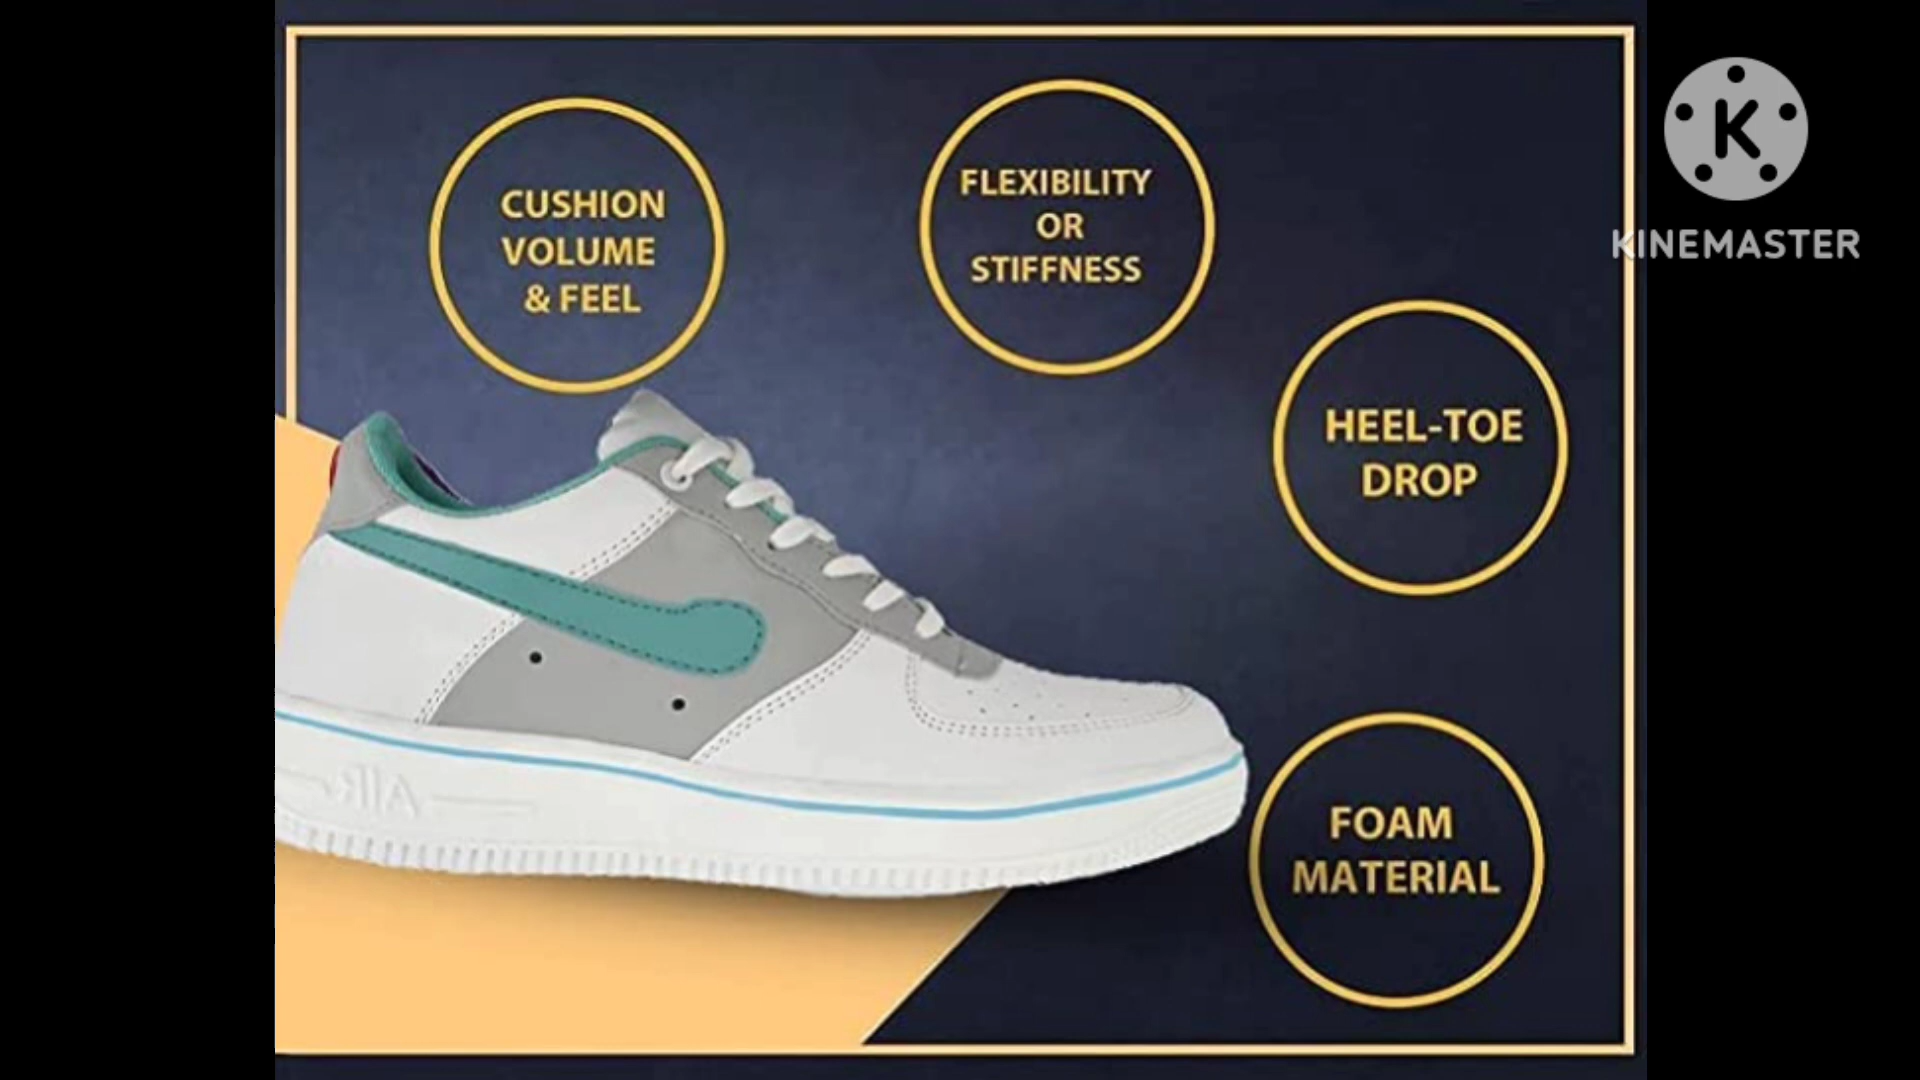 CUSHION
VOLUME
& FEEL
FLEXIBILITY
OR
STIFFNESS
K
KINEMASTER
HEEL-TOE
DROP
AIR
FOAM
MATERIAL